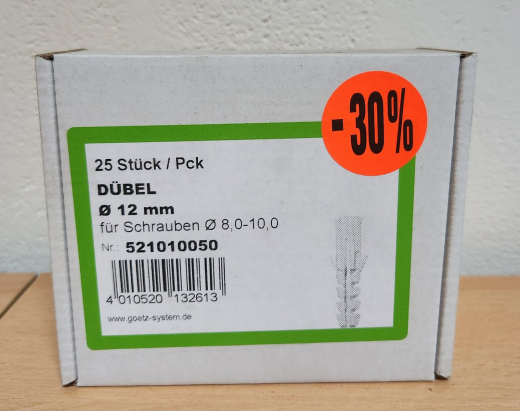 -30%
25 Stück / Pck
DÜBEL
Ø 12 mm
für Schrauben Ø 8,0-10,0
Nr.: 521010050
4 010520 132613
www.goetz-system.de